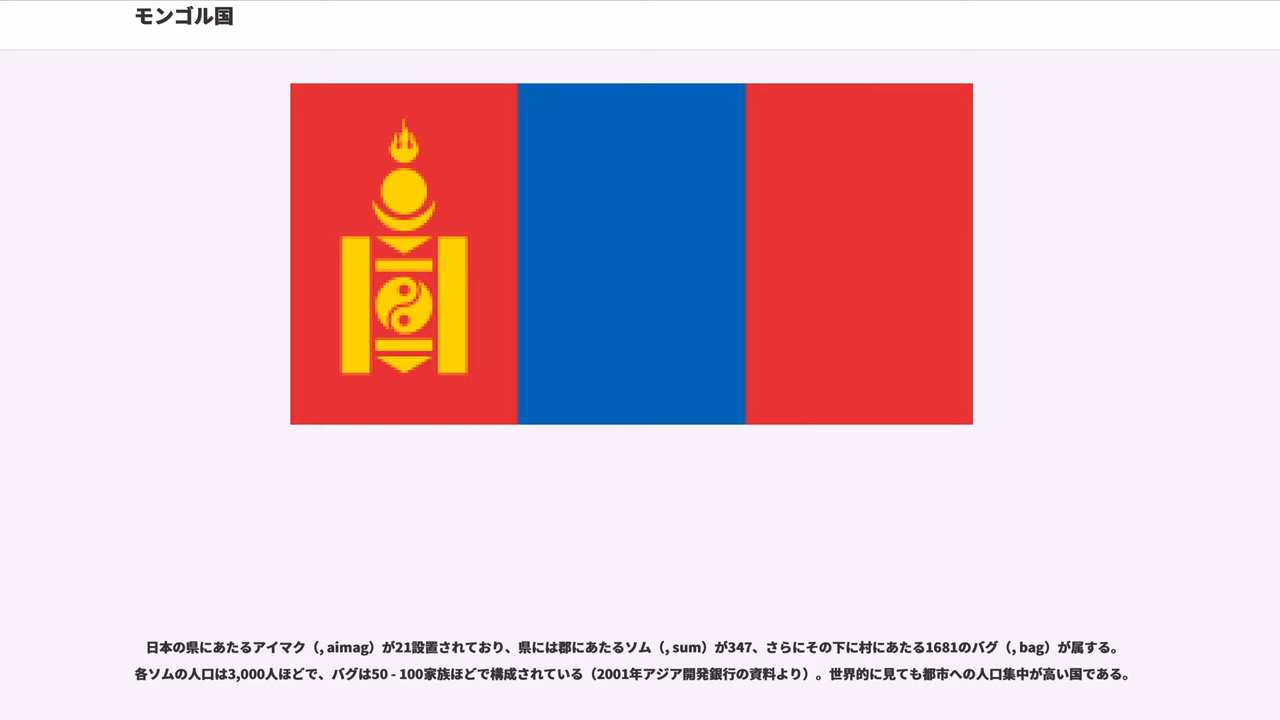 モンゴル国
日本の県にあたるアイマク（, aimag）が21設置されており、県には郡にあたるソム（, sum）が347、さらにその下に村にあたる1681のバグ（, bag）が属する。
各ソムの人口は3,000人ほどで、バグは50 - 100家族ほどで構成されている（2001年アジア開発銀行の資料より）。世界的に見ても都市への人口集中が高い国である。